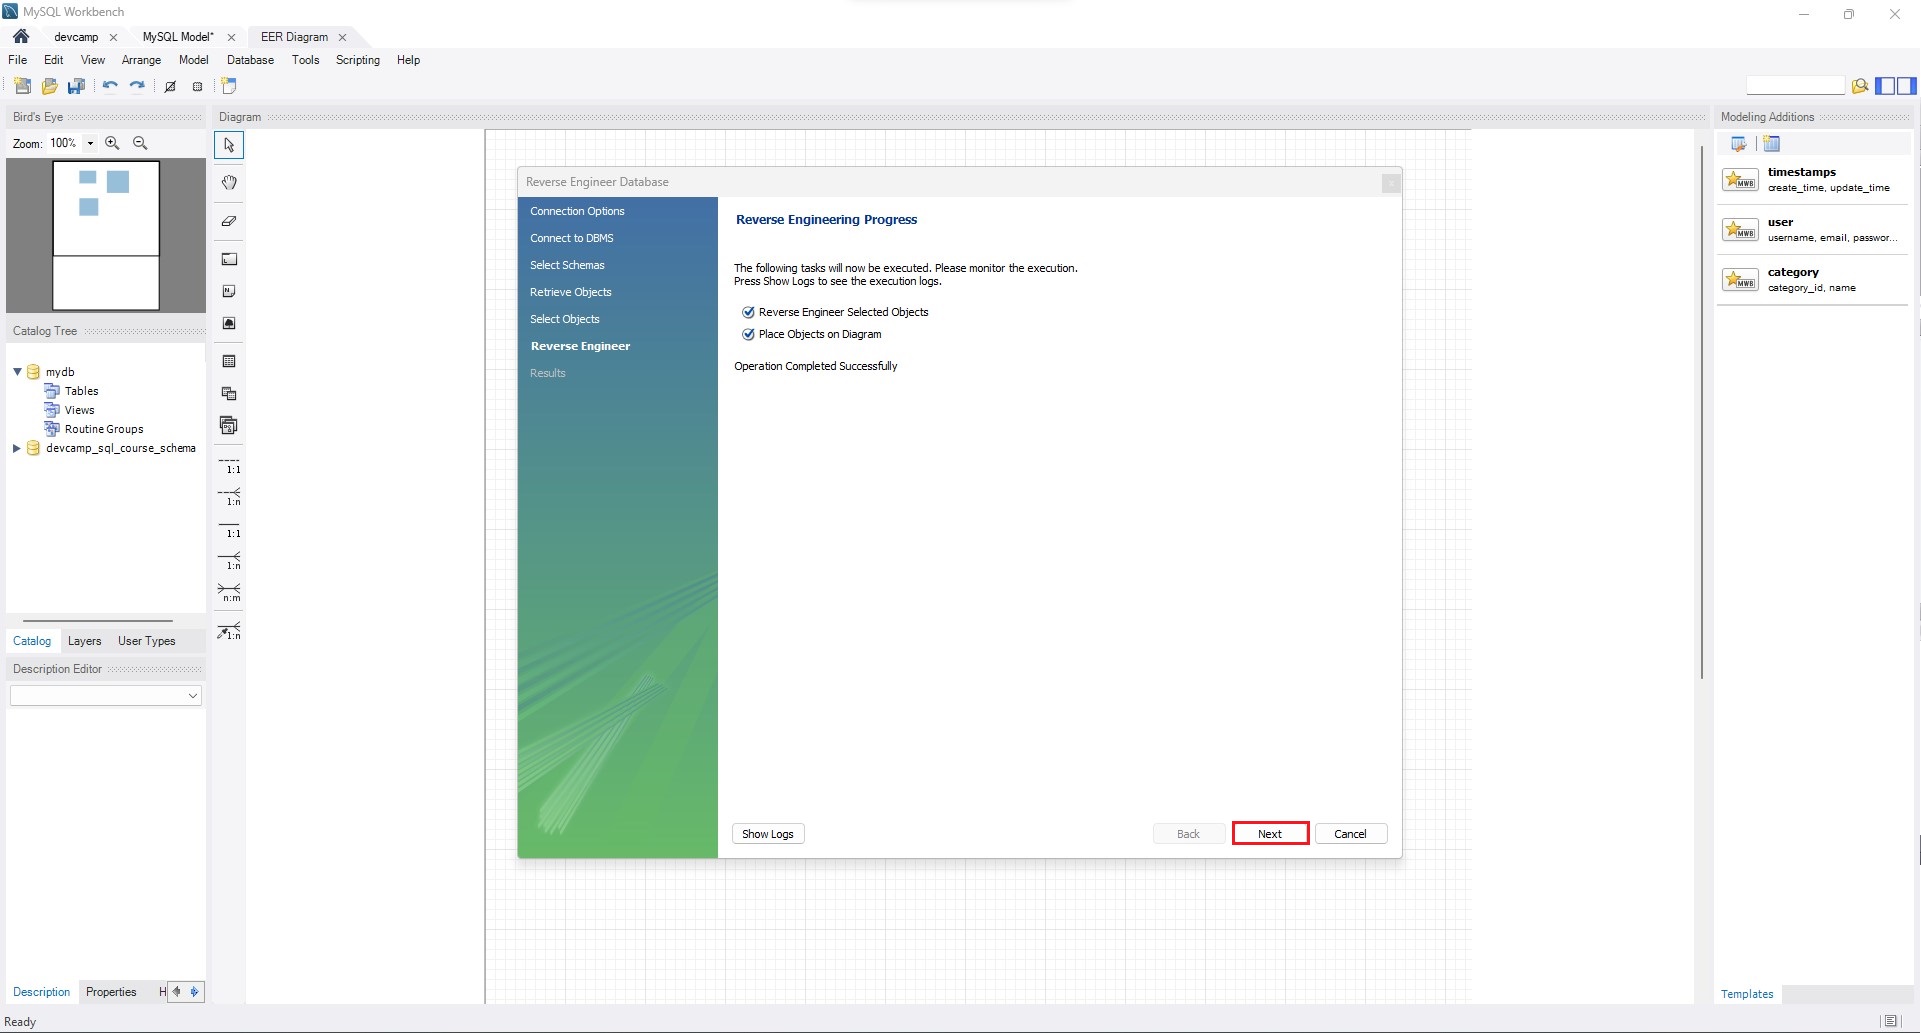 MySQL Workbench
devcamp
MySQL Model*
EER Diagram
File Edit View Arrange Model Database Tools Scripting Help
Bird's Eye
Zoom: 100%
Catalog Tree
mydb
Tables
Views
Routine Groups
devcamp_sql_course_schema
Catalog Layers User Types
Description Editor
Description Properties H
Ready
Diagram
1:1
1:n
1:1
1:n
n:m
1:n
Reverse Engineer Database
Connection Options
Connect to DBMS
Select Schemas
Retrieve Objects
Select Objects
Reverse Engineer
Results
Reverse Engineering Progress
The following tasks will now be executed. Please monitor the execution.
Press Show Logs to see the execution logs.
Reverse Engineer Selected Objects
Place Objects on Diagram
Operation Completed Successfully
Show Logs
Back
Next
Cancel
Modeling Additions
MWB
timestamps
create_time, update_time
MWB
user
username, email, passwor...
MWB
category
category_id, name
Templates